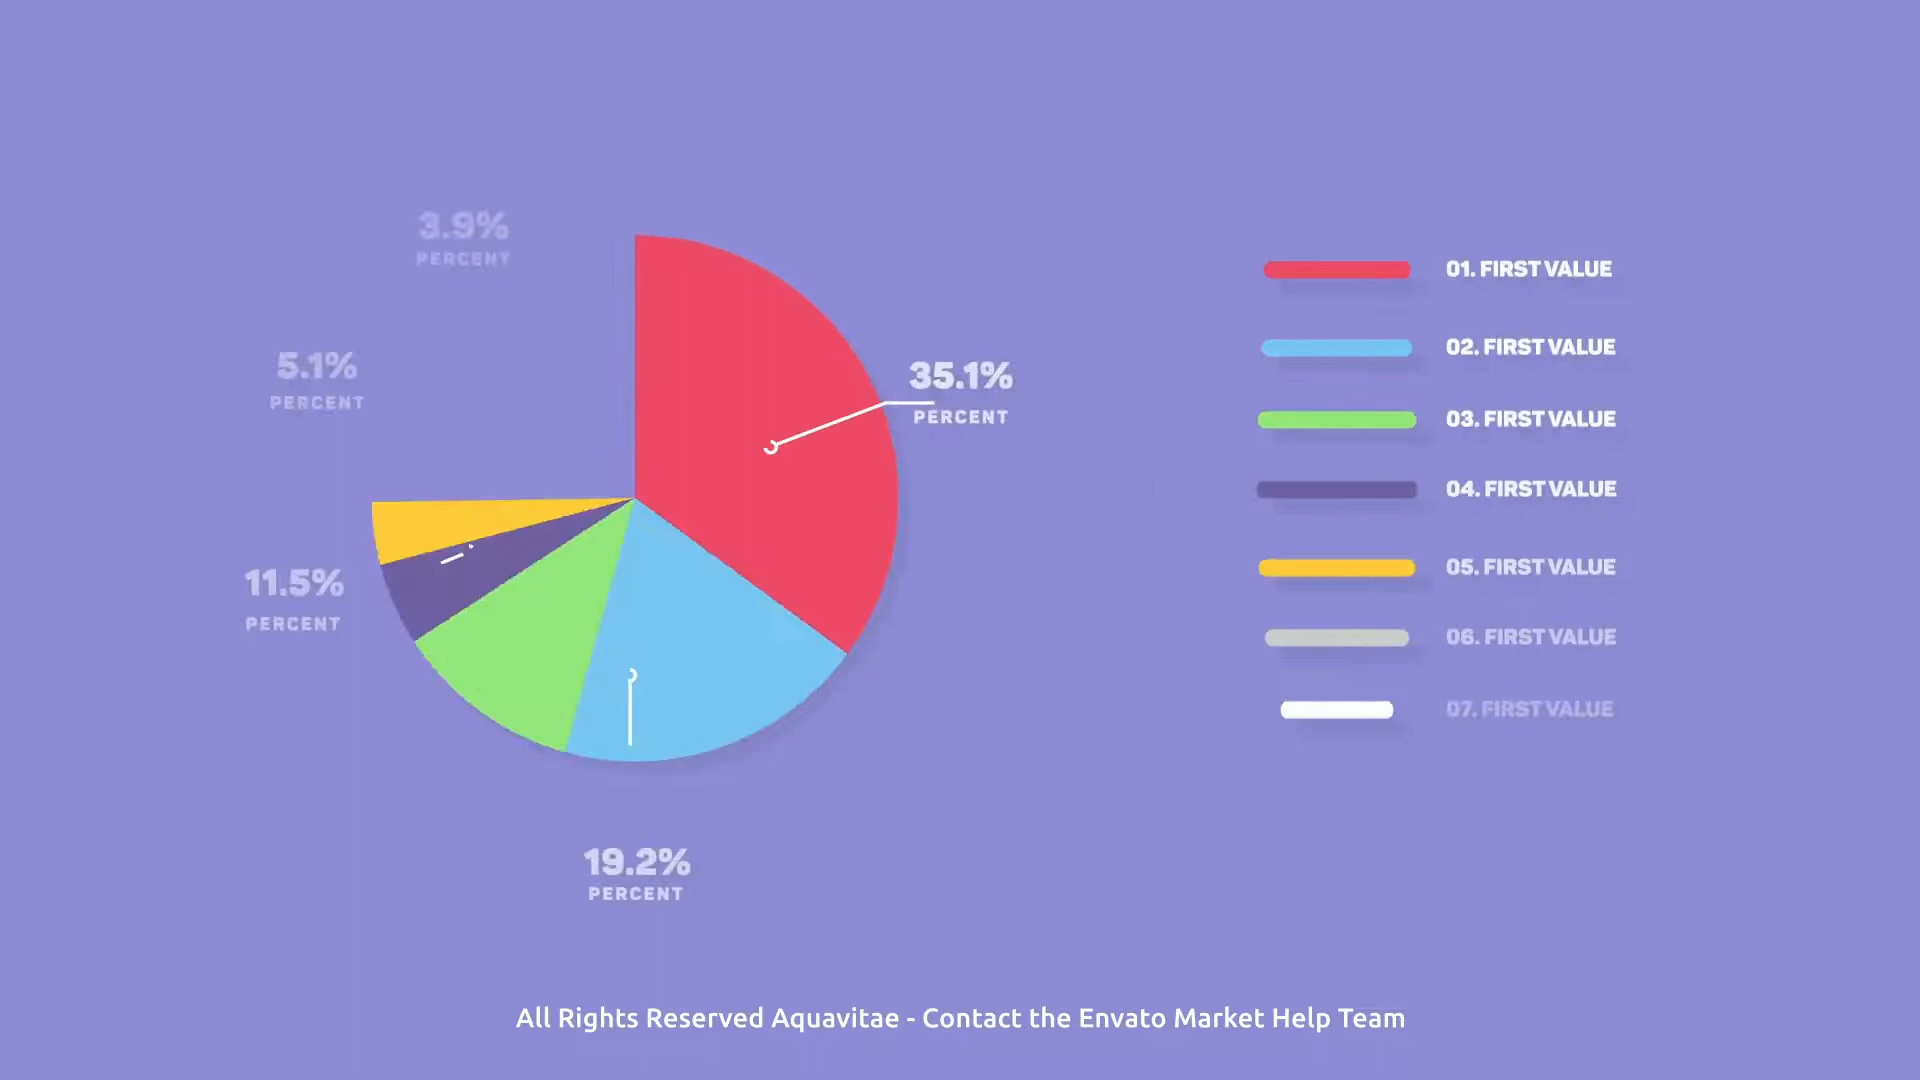 3.9%
PERCENT
5.1%
PERCENT
35.1%
PERCENT
11.5%
PERCENT
19.2%
PERCENT
01. FIRST VALUE
02. FIRST VALUE
03. FIRST VALUE
04. FIRST VALUE
05. FIRST VALUE
06. FIRST VALUE
07. FIRST VALUE
All Rights Reserved Aquavitae - Contact the Envato Market Help Team